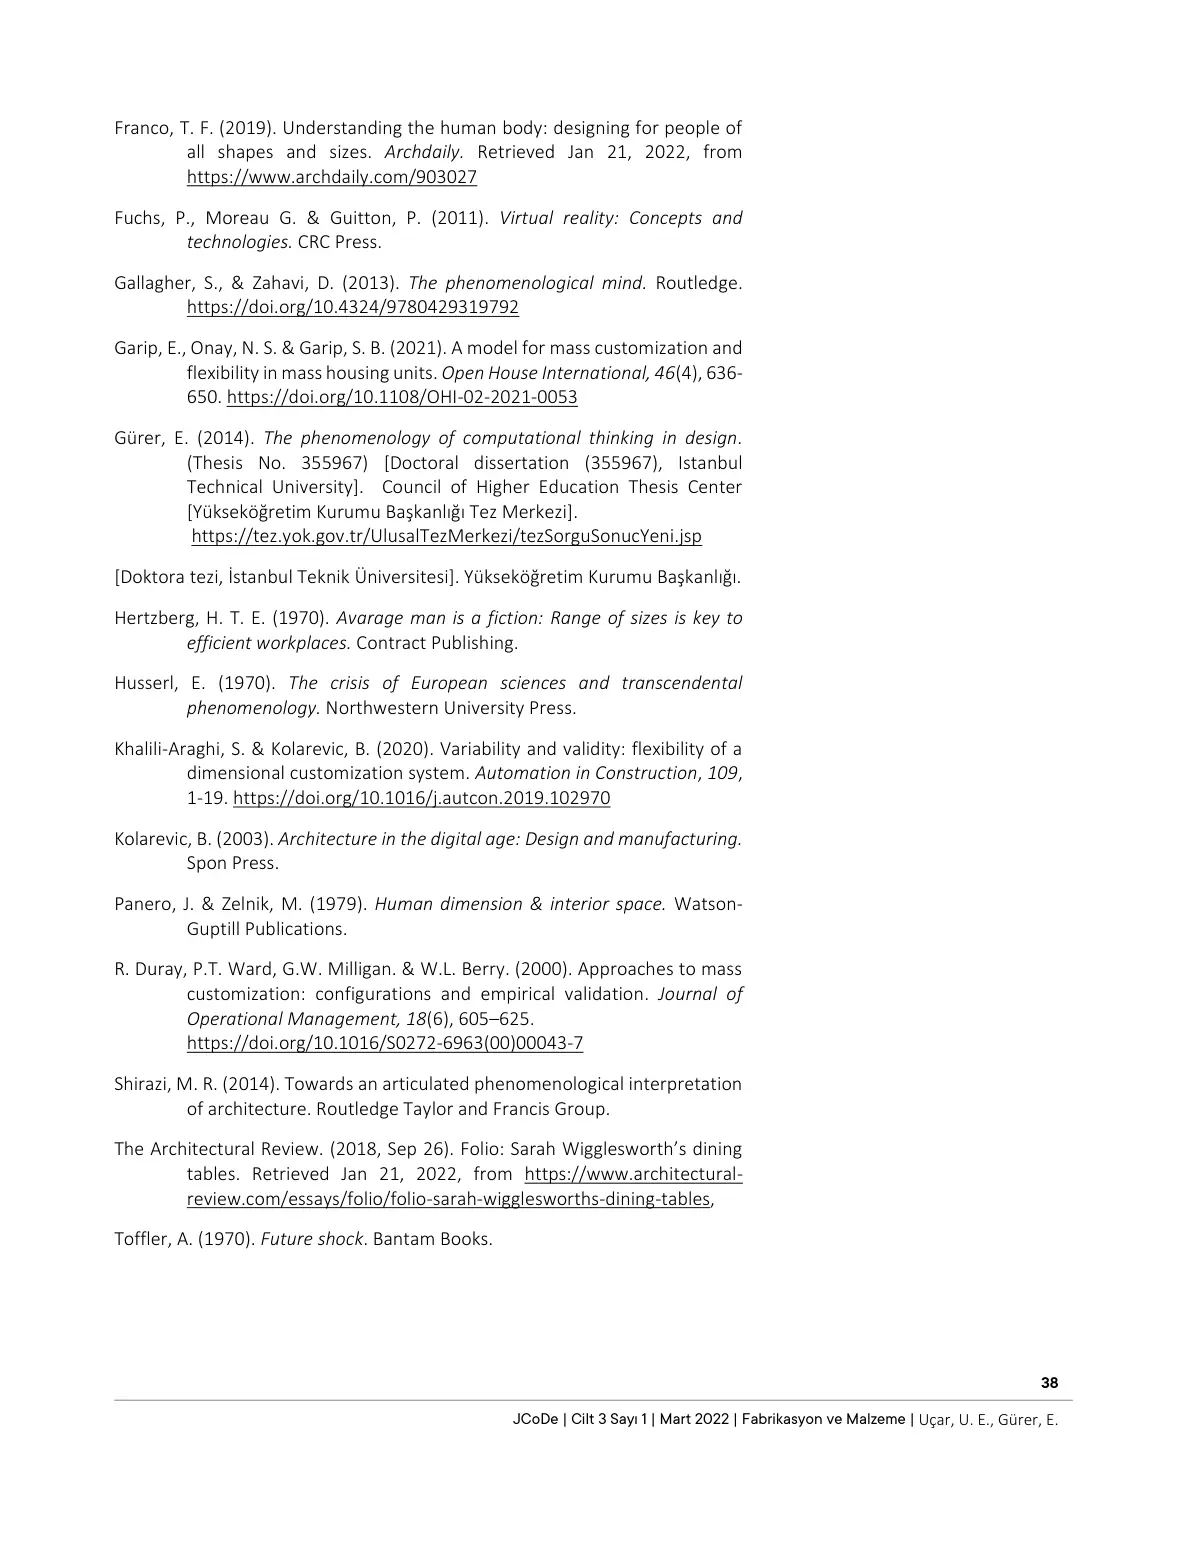 Franco, T. F. (2019). Understanding the human body: designing for people of
all shapes and sizes. Archdaily. Retrieved Jan 21, 2022, from
https://www.archdaily.com/903027
Fuchs, P., Moreau G. & Guitton, P. (2011). Virtual reality: Concepts and
technologies. CRC Press.
Gallagher, S., & Zahavi, D. (2013). The phenomenological mind. Routledge.
https://doi.org/10.4324/9780429319792
Garip, E., Onay, N. S. & Garip, S. B. (2021). A model for mass customization and
flexibility in mass housing units. Open House International, 46(4), 636-
650. https://doi.org/10.1108/OHI-02-2021-0053
Gürer, E. (2014). The phenomenology of computational thinking in design.
(Thesis No. 355967) [Doctoral dissertation (355967), Istanbul
Technical University]. Council of Higher Education Thesis Center
[Yükseköğretim Kurumu Başkanlığı Tez Merkezi].
https://tez.yok.gov.tr/UlusalTezMerkezi/tezSorguSonucYeni.jsp
[Doktora tezi, İstanbul Teknik Üniversitesi]. Yükseköğretim Kurumu Başkanlığı.
Hertzberg, H. T. E. (1970). Avarage man is a fiction: Range of sizes is key to
efficient workplaces. Contract Publishing.
Husserl, E. (1970). The crisis of European sciences and transcendental
phenomenology. Northwestern University Press.
Khalili-Araghi, S. & Kolarevic, B. (2020). Variability and validity: flexibility of a
dimensional customization system. Automation in Construction, 109,
1-19. https://doi.org/10.1016/j.autcon.2019.102970
Kolarevic, B. (2003). Architecture in the digital age: Design and manufacturing.
Spon Press.
Panero, J. & Zelnik, M. (1979). Human dimension & interior space. Watson-
Guptill Publications.
R. Duray, P.T. Ward, G.W. Milligan. & W.L. Berry. (2000). Approaches to mass
customization: configurations and empirical validation. Journal of
Operational Management, 18(6), 605–625.
https://doi.org/10.1016/S0272-6963(00)00043-7
Shirazi, M. R. (2014). Towards an articulated phenomenological interpretation
of architecture. Routledge Taylor and Francis Group.
The Architectural Review. (2018, Sep 26). Folio: Sarah Wigglesworth’s dining
tables. Retrieved Jan 21, 2022, from https://www.architectural-
review.com/essays/folio/folio-sarah-wigglesworths-dining-tables,
Toffler, A. (1970). Future shock. Bantam Books.
38
JCoDe | Cilt 3 Sayı 1 | Mart 2022 | Fabrikasyon ve Malzeme | Uçar, U. E., Gürer, E.